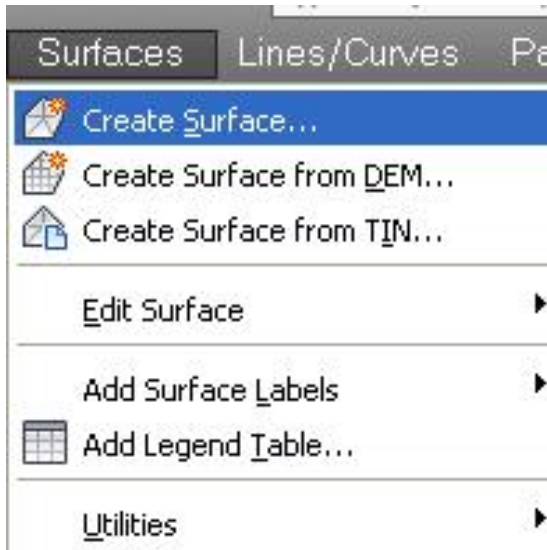 Surfaces Lines/Curves Pa
Create Surface...
Create Surface from DEM...
Create Surface from TIN...
Edit Surface
Add Surface Labels
Add Legend Table...
Utilities